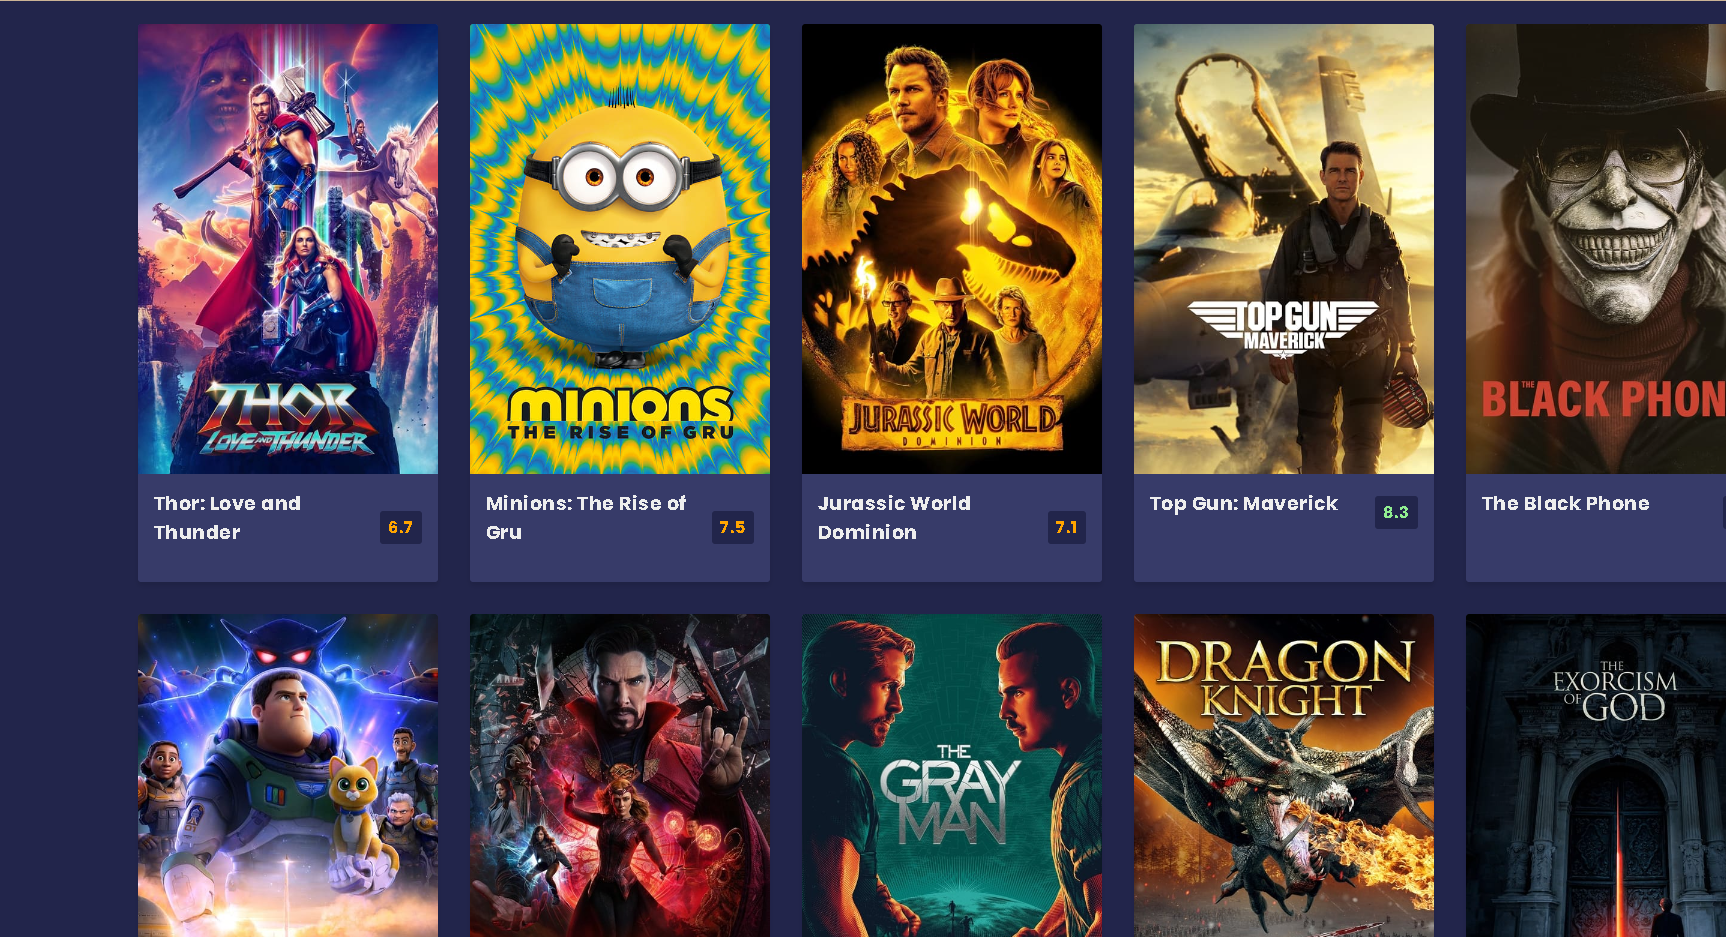 THOR
LOVE AND THUNDER
minions
THE RISE OF GRU
JURASSIC WORLD
DOMINION
TOP GUN
MAVERICK
THE
BLACK PHON
Thor: Love and
Thunder
6.7
Minions: The Rise of
Gru
7.5
Jurassic World
Dominion
7.1
Top Gun: Maverick
8.3
The Black Phone
THE
GRAY
MAN
DRAGON
KNIGHT
THE
EXORCISM
OF
GOD